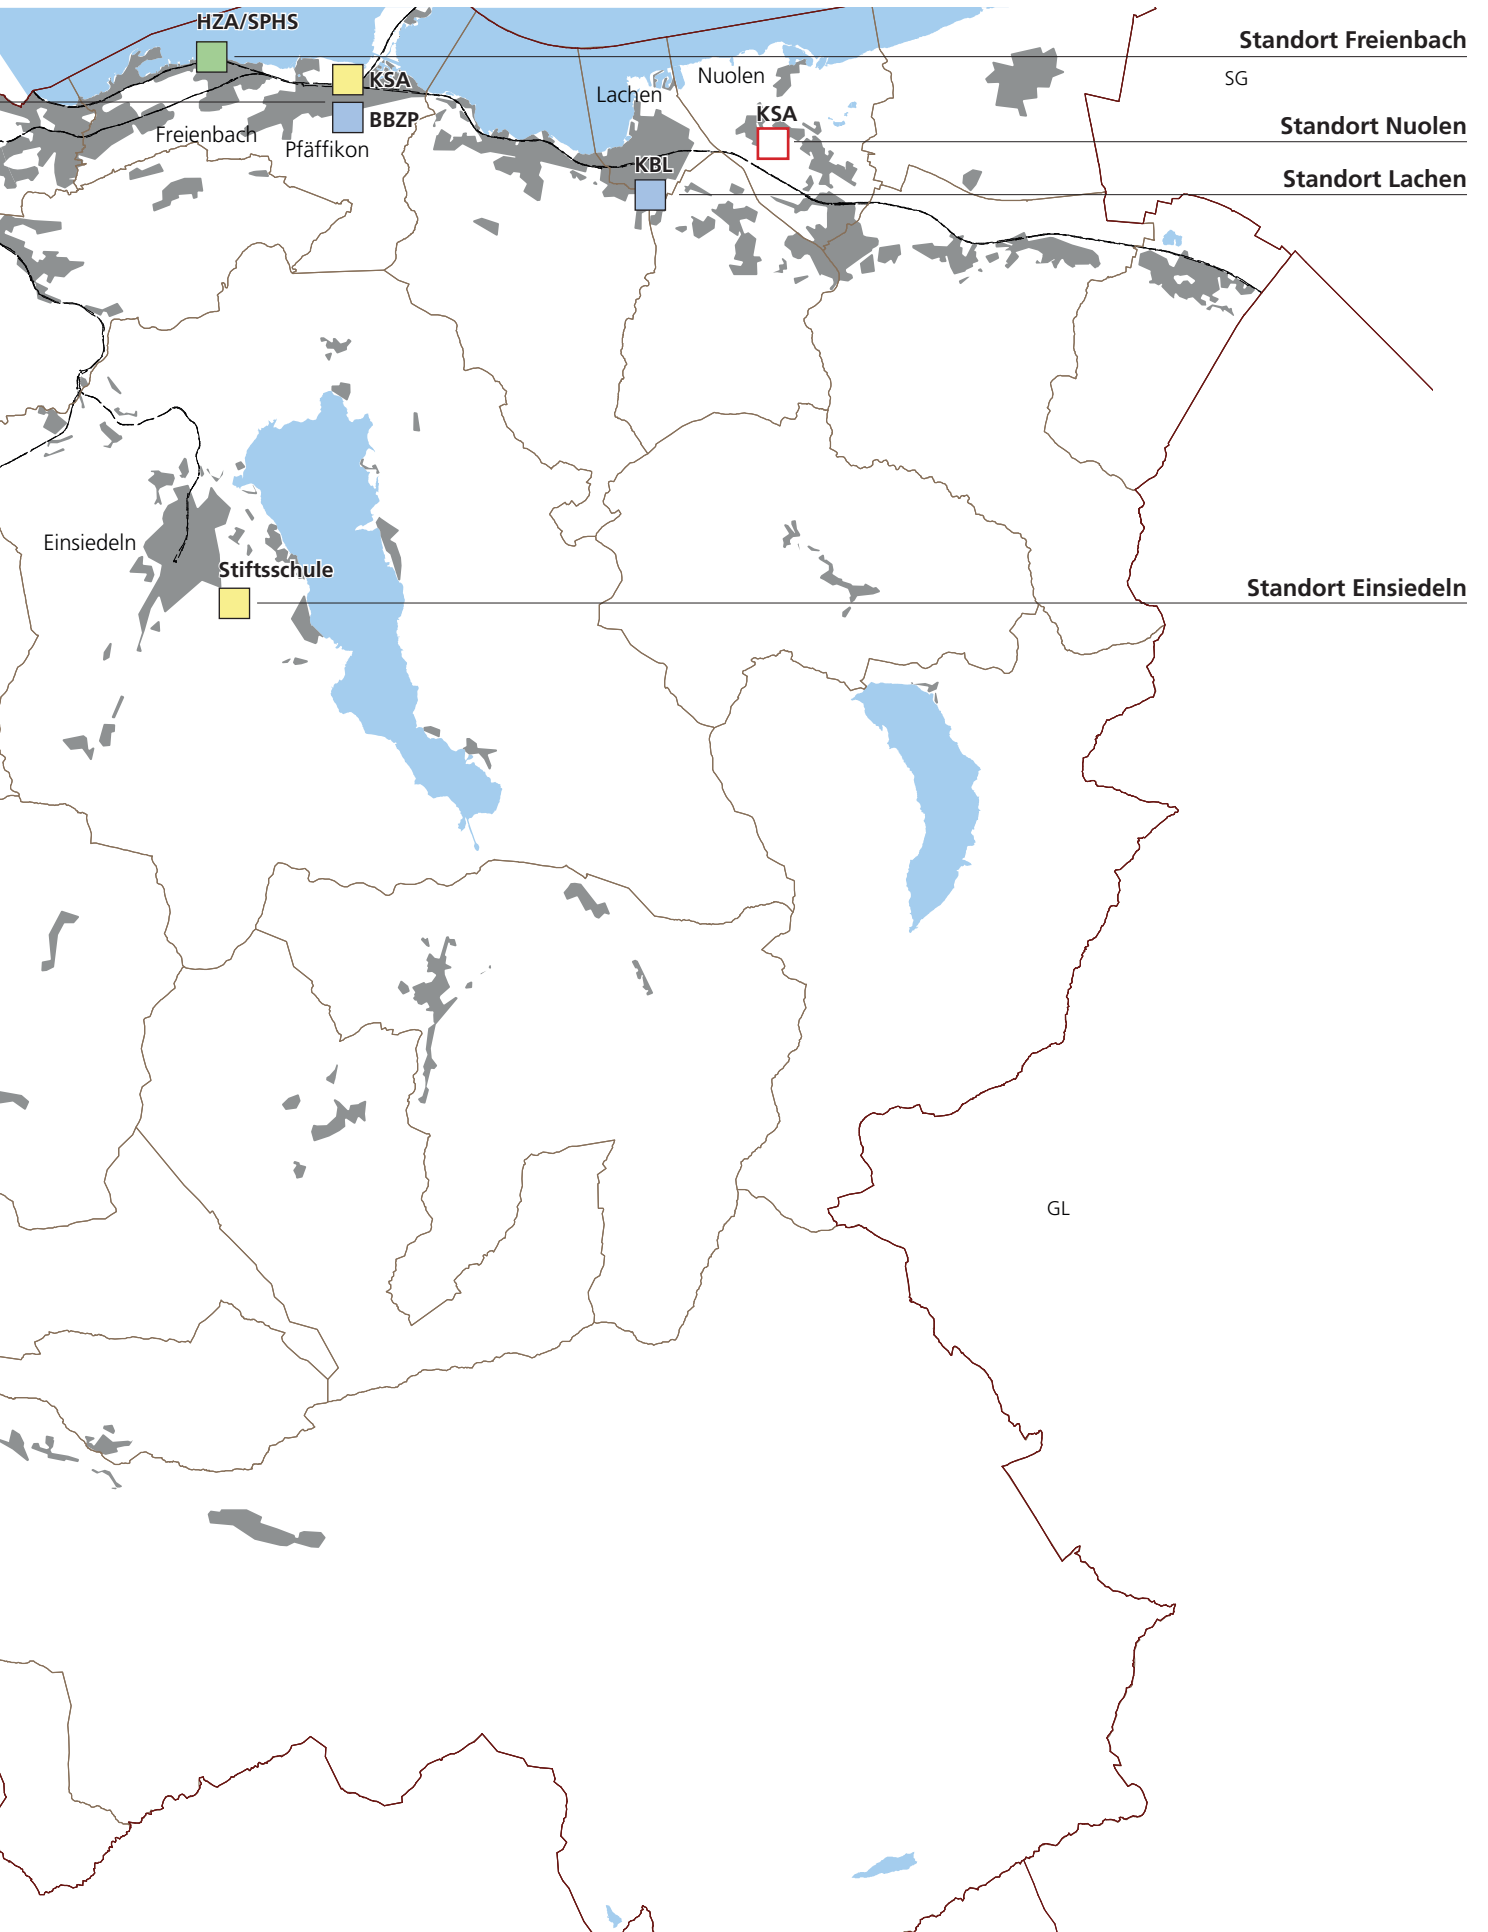 HZA/SPHS
Standort Freienbach
KSA
Nuolen
SG
Lachen
BBZP
KSA
Standort Nuolen
Freienbach
Pfäffikon
KBL
Standort Lachen
Einsiedeln
Stiftsschule
Standort Einsiedeln
GL